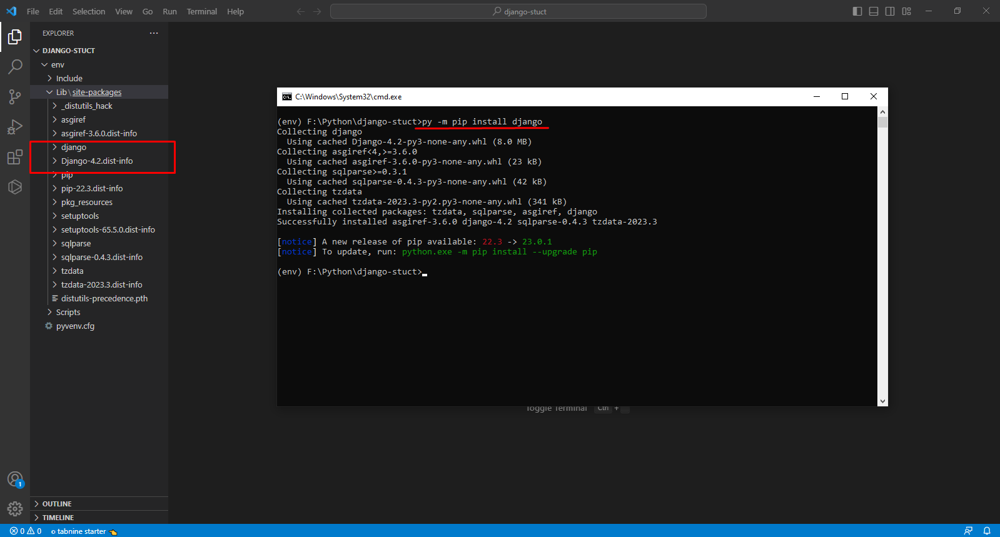 File Edit Selection View Go Run Terminal Help
django-stuct
EXPLORER
DJANGO-STUCT
env
Include
Lib\site-packages
_distutils_hack
asgiref
asgiref-3.6.0.dist-info
django
Django-4.2.dist-info
pip
pip-22.3.dist-info
pkg_resources
setuptools
setuptools-65.5.0.dist-info
sqlparse
sqlparse-0.4.3.dist-info
tzdata
tzdata-2023.3.dist-info
distutils-precedence.pth
Scripts
pyvenv.cfg
C:\Windows\System32\cmd.exe
(env) F:\Python\django-stuct>py -m pip install django
Collecting django
Using cached Django-4.2-py3-none-any.whl (8.0 MB)
Collecting asgiref<4,>=3.6.0
Using cached asgiref-3.6.0-py3-none-any.whl (23 kB)
Collecting sqlparse>=0.3.1
Using cached sqlparse-0.4.3-py3-none-any.whl (42 kB)
Collecting tzdata
Using cached tzdata-2023.3-py2.py3-none-any.whl (341 kB)
Installing collected packages: tzdata, sqlparse, asgiref, django
Successfully installed asgiref-3.6.0 django-4.2 sqlparse-0.4.3 tzdata-2023.3
[notice] A new release of pip available: 22.3 -> 23.0.1
[notice] To update, run: python.exe -m pip install --upgrade pip
(env) F:\Python\django-stuct>
Toggle Terminal Ctrl +
1
OUTLINE
TIMELINE
0 0 tabnine starter